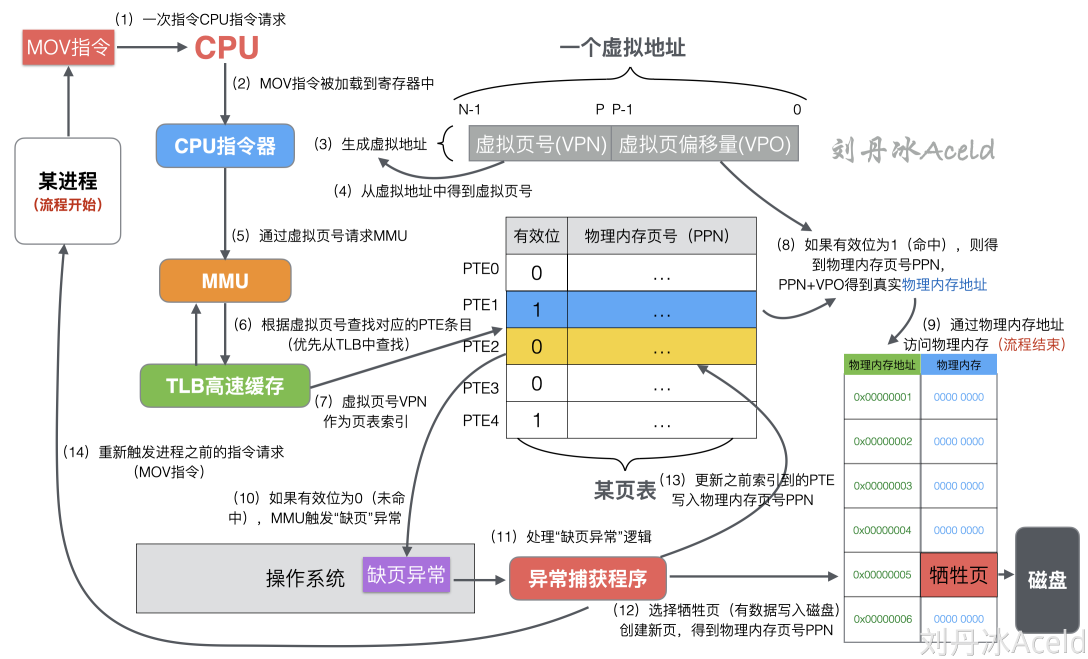 (1) 一次指令CPU指令请求
MOV指令
CPU
一个虚拟地址
(2) MOV指令被加载到寄存器中
N-1
P P-1
0
CPU指令器
(3) 生成虚拟地址
虚拟页号(VPN)
虚拟页偏移量(VPO)
刘丹冰Aceld
某进程
(流程开始)
(4) 从虚拟地址中得到虚拟页号
(5) 通过虚拟页号请求MMU
有效位
物理内存页号（PPN）
(8) 如果有效位为1（命中），则得
到物理内存页号PPN,
PPN+VPO得到真实物理内存地址
MMU
PTE0
0
...
PTE1
1
...
PTE2
0
...
PTE3
0
...
PTE4
1
...
(6) 根据虚拟页号查找对应的PTE条目
（优先从TLB中查找）
(9) 通过物理内存地址
访问物理内存（流程结束）
TLB高速缓存
(7) 虚拟页号VPN
作为页表索引
物理内存地址
物理内存
0x00000001
0000 0000
0x00000002
0000 0000
0x00000003
0000 0000
0x00000004
0000 0000
0x00000005
牺牲页
0x00000006
0000 0000
磁盘
(14) 重新触发进程之前的指令请求
（MOV指令）
某页表
(13) 更新之前索引到的PTE
写入物理内存页号PPN
(10) 如果有效位为0（未命
中），MMU触发“缺页”异常
(11) 处理“缺页异常”逻辑
操作系统
缺页异常
异常捕获程序
(12) 选择牺牲页（有数据写入磁盘）
创建新页，得到物理内存页号PPN
刘丹冰Aceld